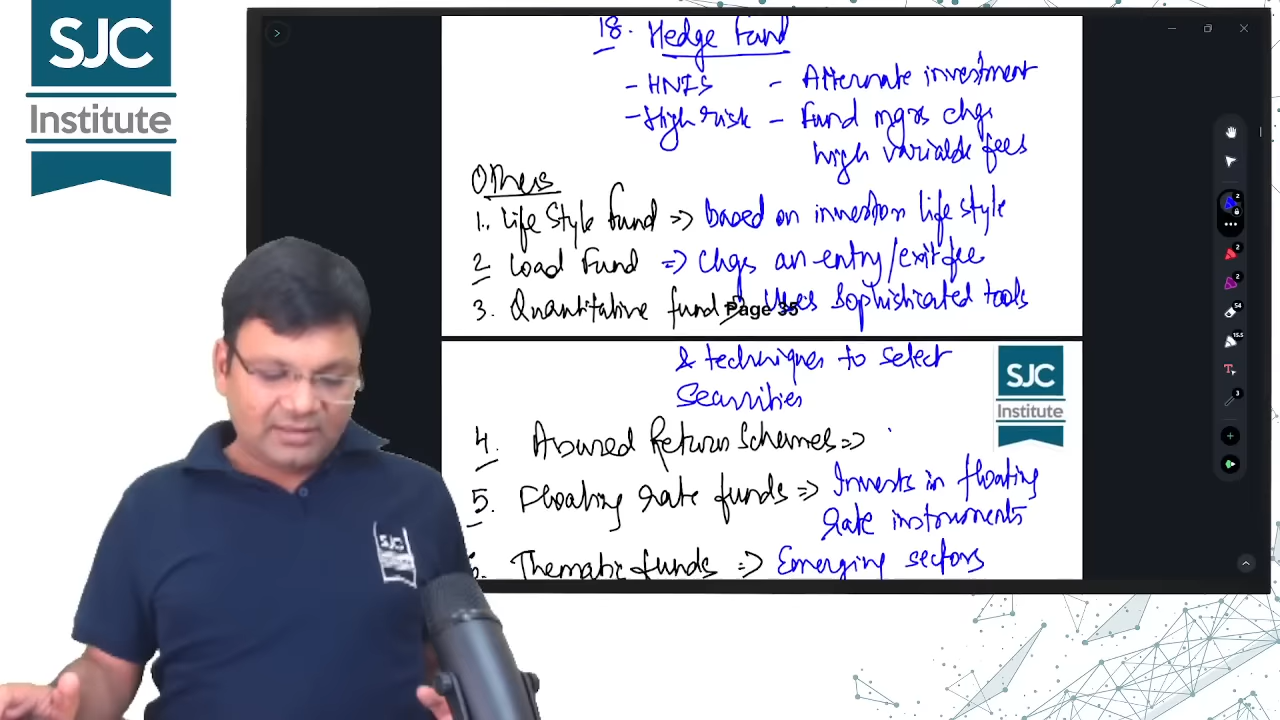 SJC
Institute
18. Hedge Fund
- HNIs - Alternate investment
- High risk - Fund mgrs chgs
high variable fees
Others
1. Life Style Fund => based on investors life style
2 Load Fund => Chgs an entry/exit fee
3. Quantitative fund => Uses Sophisticated tools
Page 35
& techniques to select
Securities
SJC
Institute
4. Assured Return Schemes =>
5. Floating rate funds => Invests in floating
rate instruments
6. Thematic funds => Emerging sectors
SJC